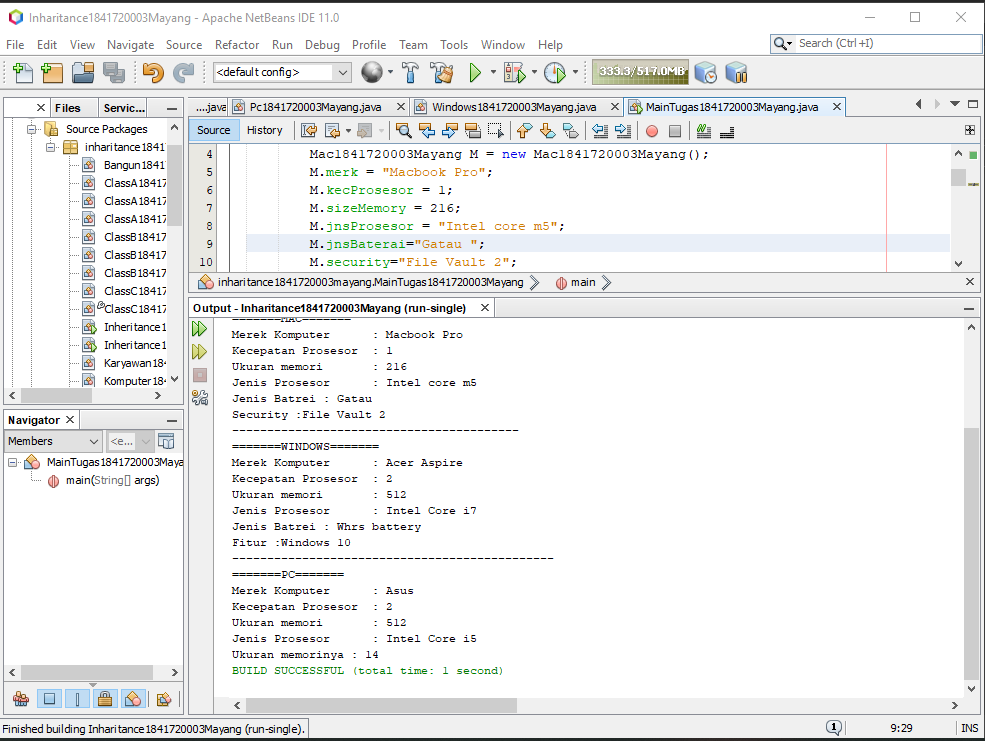 Inharitance1841720003Mayang - Apache NetBeans IDE 11.0
File Edit View Navigate Source Refactor Run Debug Profile Team Tools Window Help
Search (Ctrl+I)
<default config>
333.3/517.0MB
Files Servic...
Source Packages
inharitance1841
Bangun1841
ClassA18417
ClassA18417
ClassA18417
ClassB18417
ClassB18417
ClassB18417
ClassC18417
ClassC18417
Inheritance1
Inheritance1
Karyawan184
Komputer184
....java Pc1841720003Mayang.java Windows1841720003Mayang.java MainTugas1841720003Mayang.java
Source History
4 Mac1841720003Mayang M = new Mac1841720003Mayang();
5 M.merk = "Macbook Pro";
6 M.kecProsesor = 1;
7 M.sizeMemory = 216;
8 M.jnsProsesor = "Intel core m5";
9 M.jnsBaterai="Gatau ";
10 M.security="File Vault 2";
inharitance1841720003mayang.MainTugas1841720003Mayang main
Navigator
Members <e...
MainTugas1841720003Maya
main(String[] args)
Output - Inharitance1841720003Mayang (run-single)
=======MAC=======
Merek Komputer : Macbook Pro
Kecepatan Prosesor : 1
Ukuran memori : 216
Jenis Prosesor : Intel core m5
Jenis Batrei : Gatau
Security :File Vault 2
-----------------------------------------
=======WINDOWS=======
Merek Komputer : Acer Aspire
Kecepatan Prosesor : 2
Ukuran memori : 512
Jenis Prosesor : Intel Core i7
Jenis Batrei : Whrs battery
Fitur :Windows 10
----------------------------------------------
=======PC=======
Merek Komputer : Asus
Kecepatan Prosesor : 2
Ukuran memori : 512
Jenis Prosesor : Intel Core i5
Ukuran memorinya : 14
BUILD SUCCESSFUL (total time: 1 second)
Finished building Inharitance1841720003Mayang (run-single). 1 9:29 INS